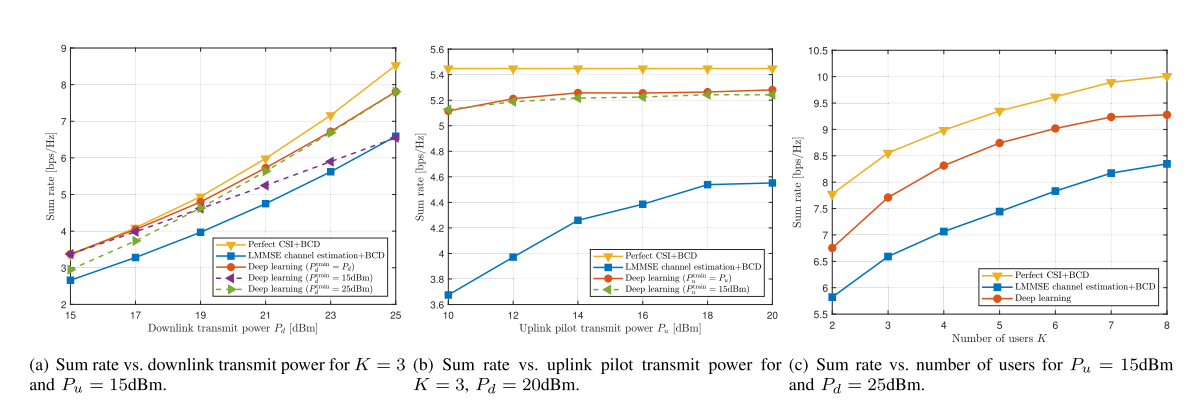 9
8
7
6
5
4
3
2
15
17
19
21
23
25
Sum rate [bps/Hz]
Downlink transmit power P_d [dBm]
Perfect CSI+BCD
LMMSE channel estimation+BCD
Deep learning (P_d^train = P_d)
Deep learning (P_d^train = 15dBm)
Deep learning (P_d^train = 25dBm)
5.6
5.4
5.2
5
4.8
4.6
4.4
4.2
4
3.8
3.6
10
12
14
16
18
20
Sum rate [bps/Hz]
Uplink pilot transmit power P_u [dBm]
Perfect CSI+BCD
LMMSE channel estimation+BCD
Deep learning (P_u^train = P_u)
Deep learning (P_u^train = 15dBm)
10.5
10
9.5
9
8.5
8
7.5
7
6.5
6
5.5
2
3
4
5
6
7
8
Sum rate [bps/Hz]
Number of users K
Perfect CSI+BCD
LMMSE channel estimation+BCD
Deep learning
(a) Sum rate vs. downlink transmit power for K = 3
and P_u = 15dBm.
(b) Sum rate vs. uplink pilot transmit power for
K = 3, P_d = 20dBm.
(c) Sum rate vs. number of users for P_u = 15dBm
and P_d = 25dBm.